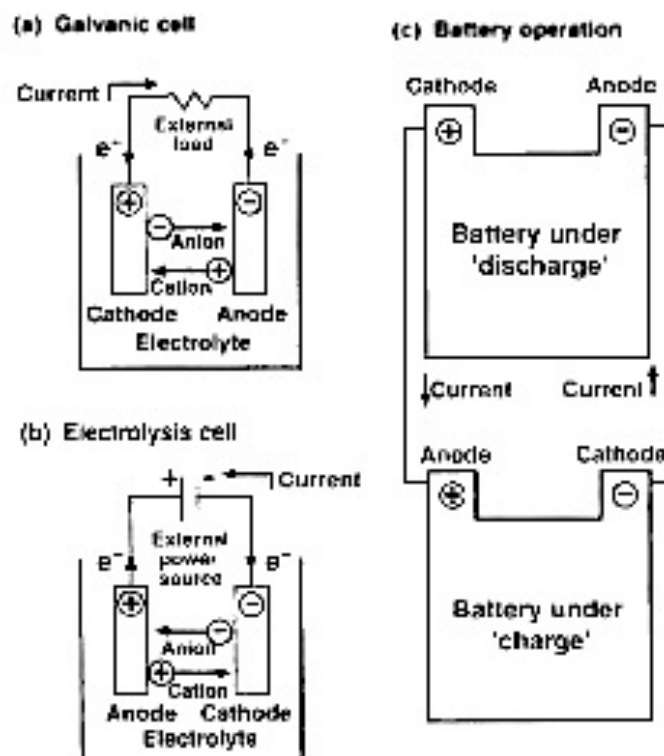 (a) Galvanic cell
Current
External
load
e⁻
e⁻
+
−
−
Anion
+
Cation
Cathode
Anode
Electrolyte
(b) Electrolysis cell
+
-
Current
External
power
source
e⁻
e⁻
+
−
−
Anion
+
Cation
Anode
Cathode
Electrolyte
(c) Battery operation
Cathode
Anode
+
−
Battery under
'discharge'
Current
Current
Anode
Cathode
+
−
Battery under
'charge'